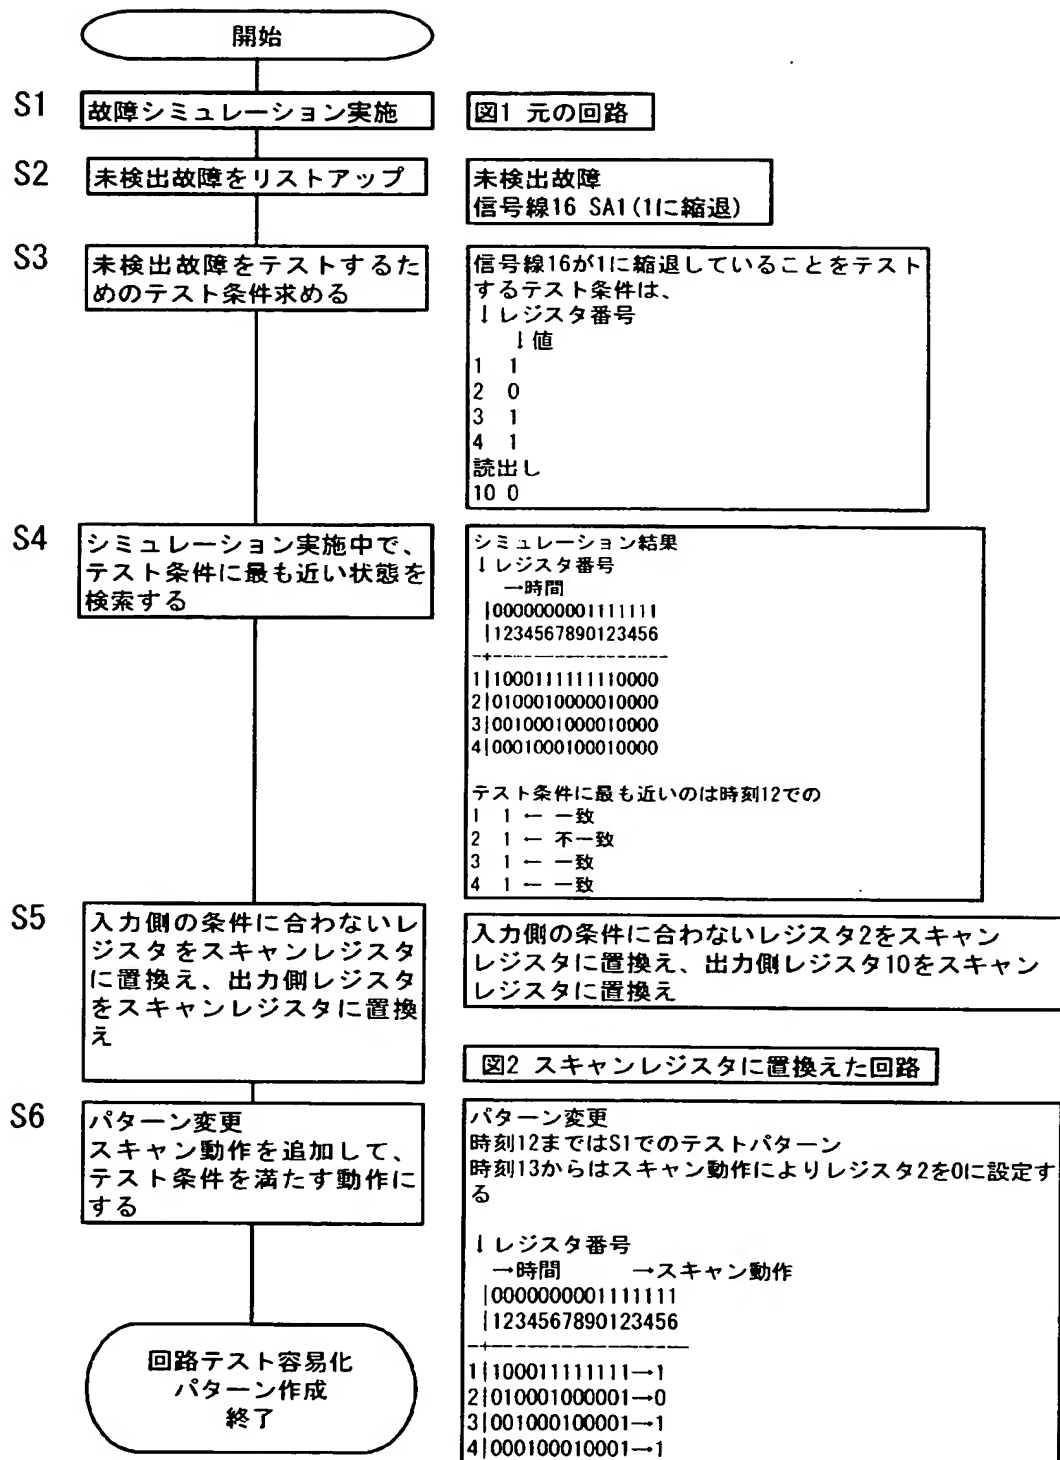 開始
S1
故障シミュレーション実施
図1 元の回路
S2
未検出故障をリストアップ
未検出故障
信号線16 SA1(1に縮退)
S3
未検出故障をテストするた
めのテスト条件求める
信号線16が1に縮退していることをテスト
するテスト条件は、
↓レジスタ番号
↓値
1 1
2 0
3 1
4 1
読出し
10 0
S4
シミュレーション実施中で、
テスト条件に最も近い状態を
検索する
シミュレーション結果
↓レジスタ番号
→時間
|0000000001111111
|1234567890123456
-+------------------
1|1000111111110000
2|0100010000010000
3|0010001000010000
4|0001000100010000
テスト条件に最も近いのは時刻12での
1 1 ← 一致
2 1 ← 不一致
3 1 ← 一致
4 1 ← 一致
S5
入力側の条件に合わないレ
ジスタをスキャンレジスタ
に置換え、出力側レジスタ
をスキャンレジスタに置換
え
入力側の条件に合わないレジスタ2をスキャン
レジスタに置換え、出力側レジスタ10をスキャン
レジスタに置換え
図2 スキャンレジスタに置換えた回路
S6
パターン変更
スキャン動作を追加して、
テスト条件を満たす動作に
する
パターン変更
時刻12まではS1でのテストパターン
時刻13からはスキャン動作によりレジスタ2を0に設定す
る
↓レジスタ番号
→時間 →スキャン動作
|0000000001111111
|1234567890123456
-+------------------
1|100011111111→1
2|010001000001→0
3|001000100001→1
4|000100010001→1
回路テスト容易化
パターン作成
終了